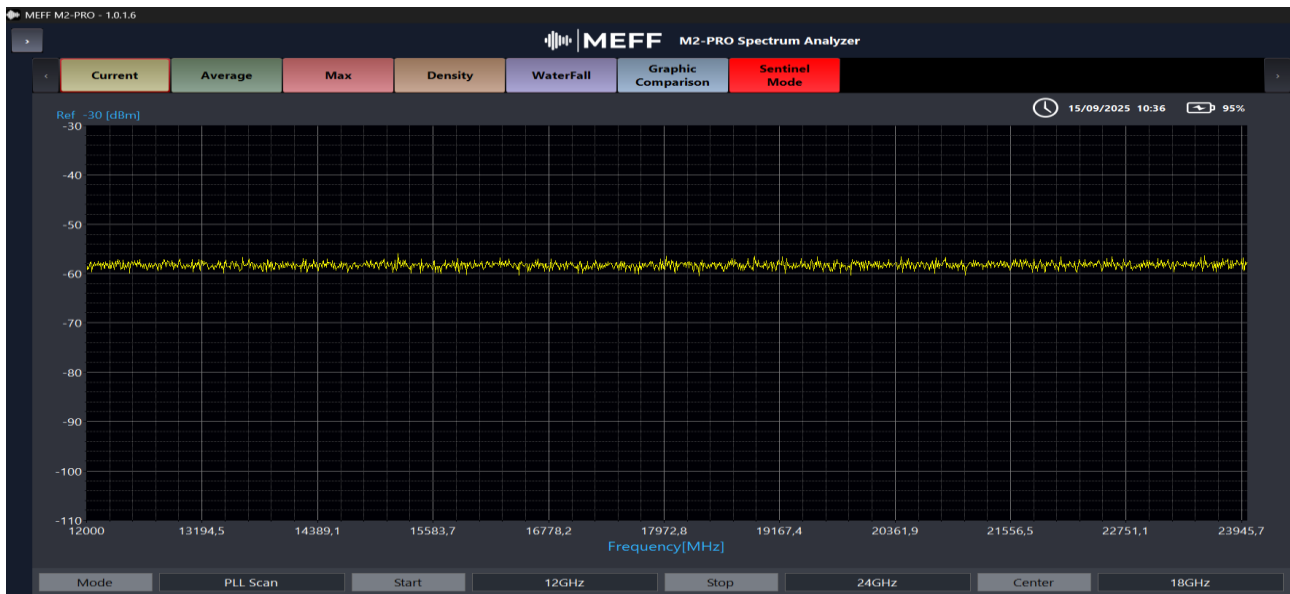 MEFF M2-PRO - 1.0.1.6
MEFF M2-PRO Spectrum Analyzer
Current Average Max Density WaterFall Graphic Comparison Sentinel Mode
15/09/2025 10:36 95%
Ref -30 [dBm]
-30
-40
-50
-60
-70
-80
-90
-100
-110
12000 13194,5 14389,1 15583,7 16778,2 17972,8 19167,4 20361,9 21556,5 22751,1 23945,7
Frequency[MHz]
Mode PLL Scan Start 12GHz Stop 24GHz Center 18GHz